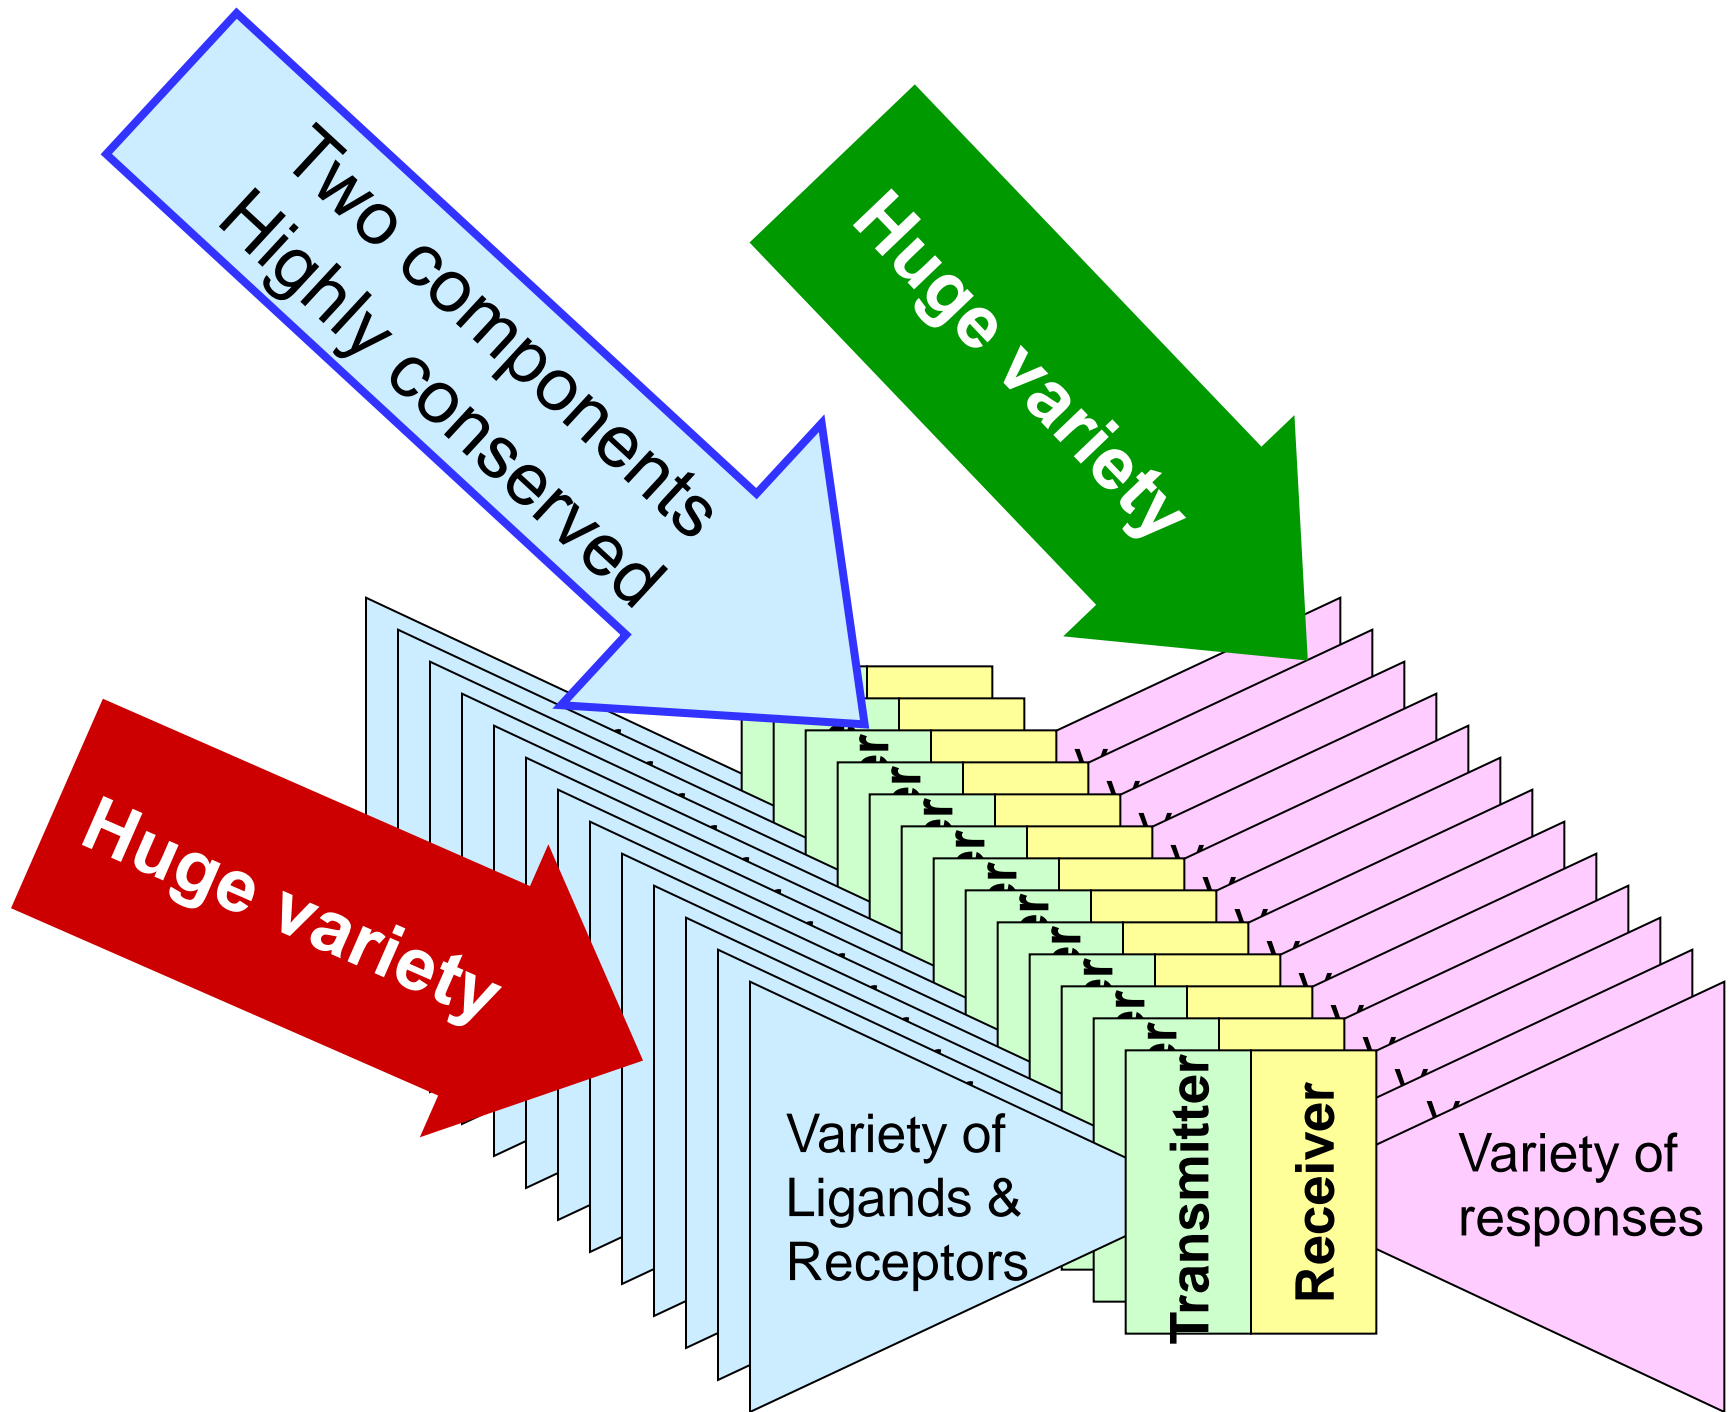 Two components
Highly conserved
Huge variety
Huge variety
Variety of
Ligands &
Receptors
Transmitter
Receiver
Variety of
responses